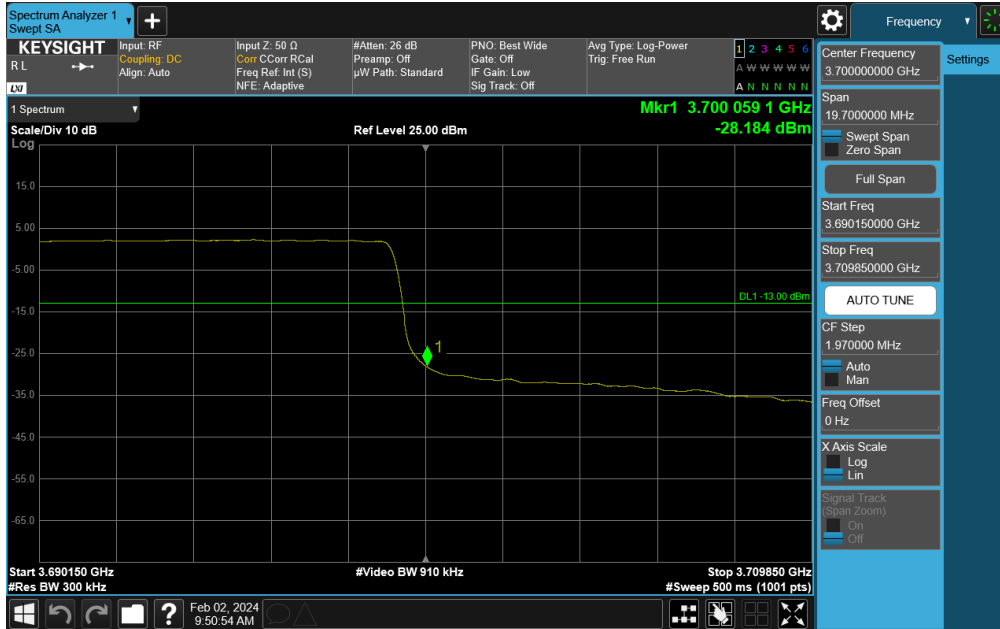 Spectrum Analyzer 1
Swept SA
+
Frequency
KEYSIGHT
R L
LXI
Input: RF
Coupling: DC
Align: Auto
Input Z: 50 Ω
Corr CCorr RCal
Freq Ref: Int (S)
NFE: Adaptive
#Atten: 26 dB
Preamp: Off
µW Path: Standard
PNO: Best Wide
Gate: Off
IF Gain: Low
Sig Track: Off
Avg Type: Log-Power
Trig: Free Run
1 2 3 4 5 6
A W W W W W
A N N N N N
1 Spectrum
Scale/Div 10 dB
Log
Ref Level 25.00 dBm
Mkr1 3.700 059 1 GHz
-28.184 dBm
15.0
5.00
-5.00
-15.0
-25.0
-35.0
-45.0
-55.0
-65.0
DL1 -13.00 dBm
1
Start 3.690150 GHz
#Res BW 300 kHz
#Video BW 910 kHz
Stop 3.709850 GHz
#Sweep 500 ms (1001 pts)
Center Frequency
3.700000000 GHz
Span
19.7000000 MHz
Swept Span
Zero Span
Full Span
Start Freq
3.690150000 GHz
Stop Freq
3.709850000 GHz
AUTO TUNE
CF Step
1.970000 MHz
Auto
Man
Freq Offset
0 Hz
X Axis Scale
Log
Lin
Signal Track
(Span Zoom)
On
Off
Settings
?
Feb 02, 2024
9:50:54 AM